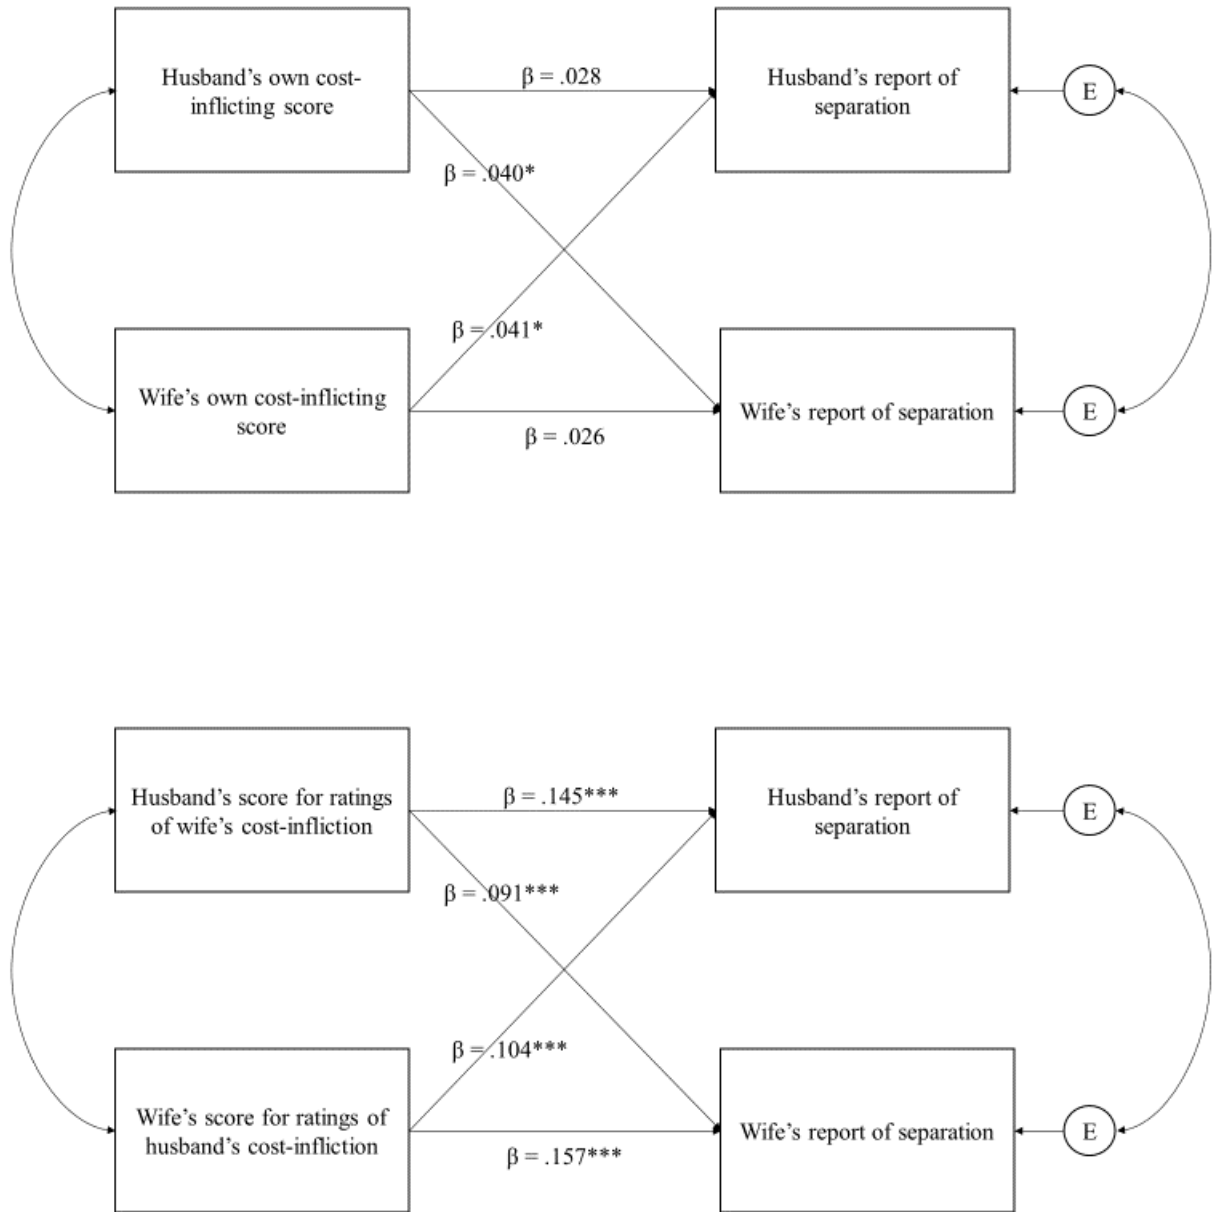 Husband’s own cost-
inflicting score
β = .028
Husband’s report of
separation
E
β = .040*
β = .041*
Wife’s own cost-inflicting
score
β = .026
Wife’s report of separation
E
Husband’s score for ratings
of wife’s cost-infliction
β = .145***
Husband’s report of
separation
E
β = .091***
β = .104***
Wife’s score for ratings of
husband’s cost-infliction
β = .157***
Wife’s report of separation
E